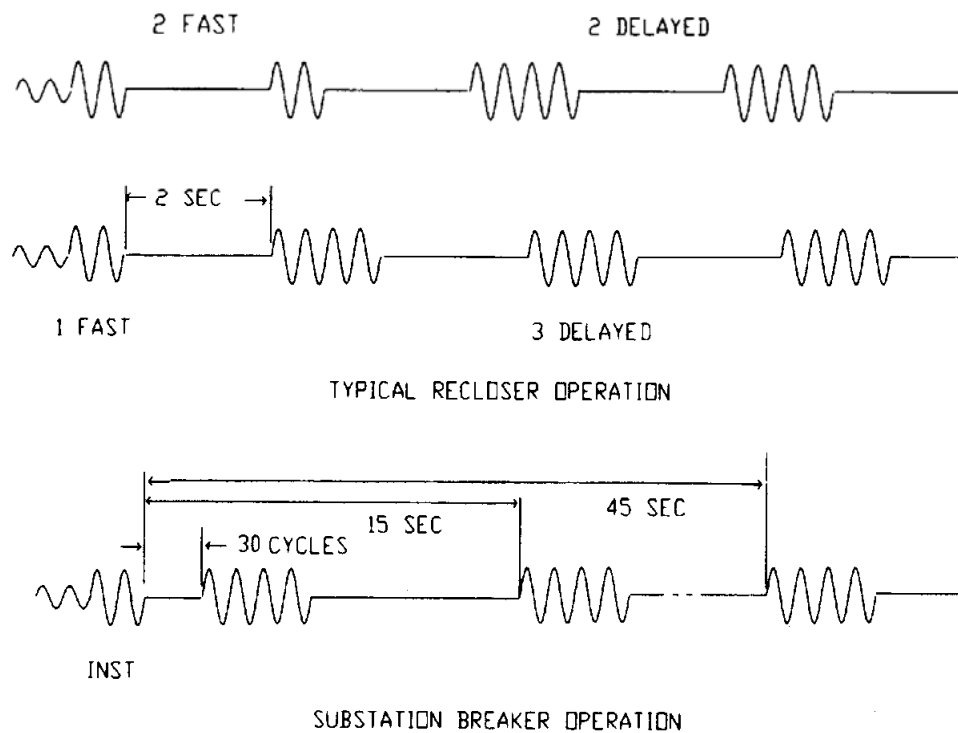 2 FAST
2 DELAYED
2 SEC
1 FAST
3 DELAYED
TYPICAL RECLOSER OPERATION
45 SEC
15 SEC
30 CYCLES
INST
SUBSTATION BREAKER OPERATION